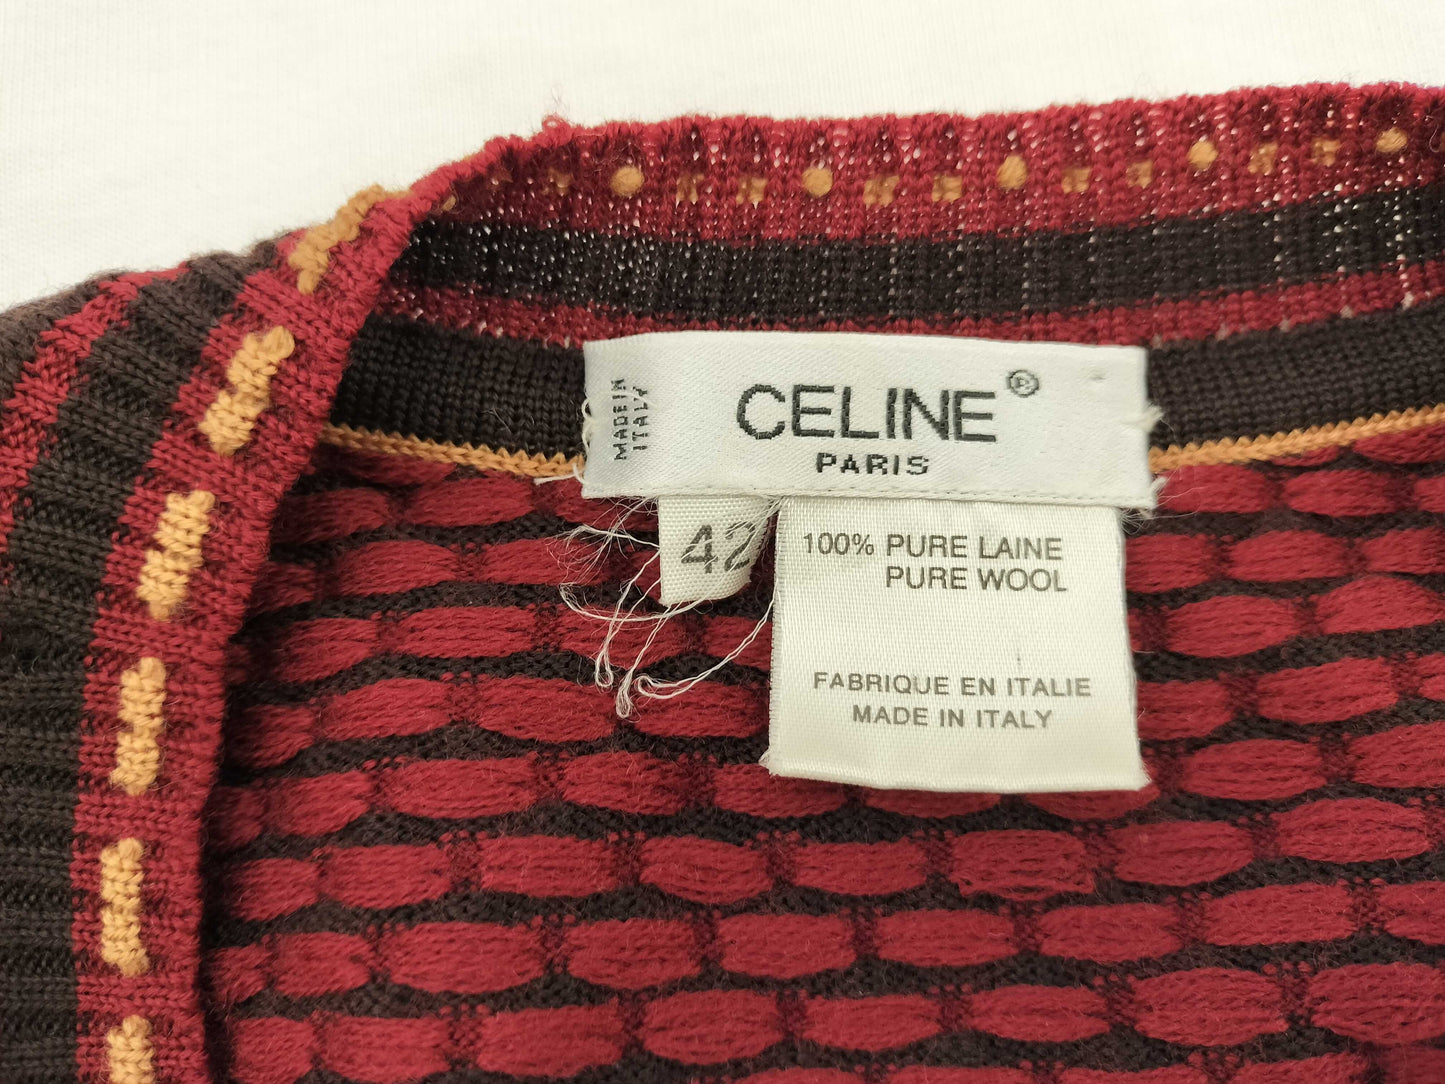 MADE IN
ITALY
CELINE®
PARIS
42
100% PURE LAINE
PURE WOOL
FABRIQUE EN ITALIE
MADE IN ITALY